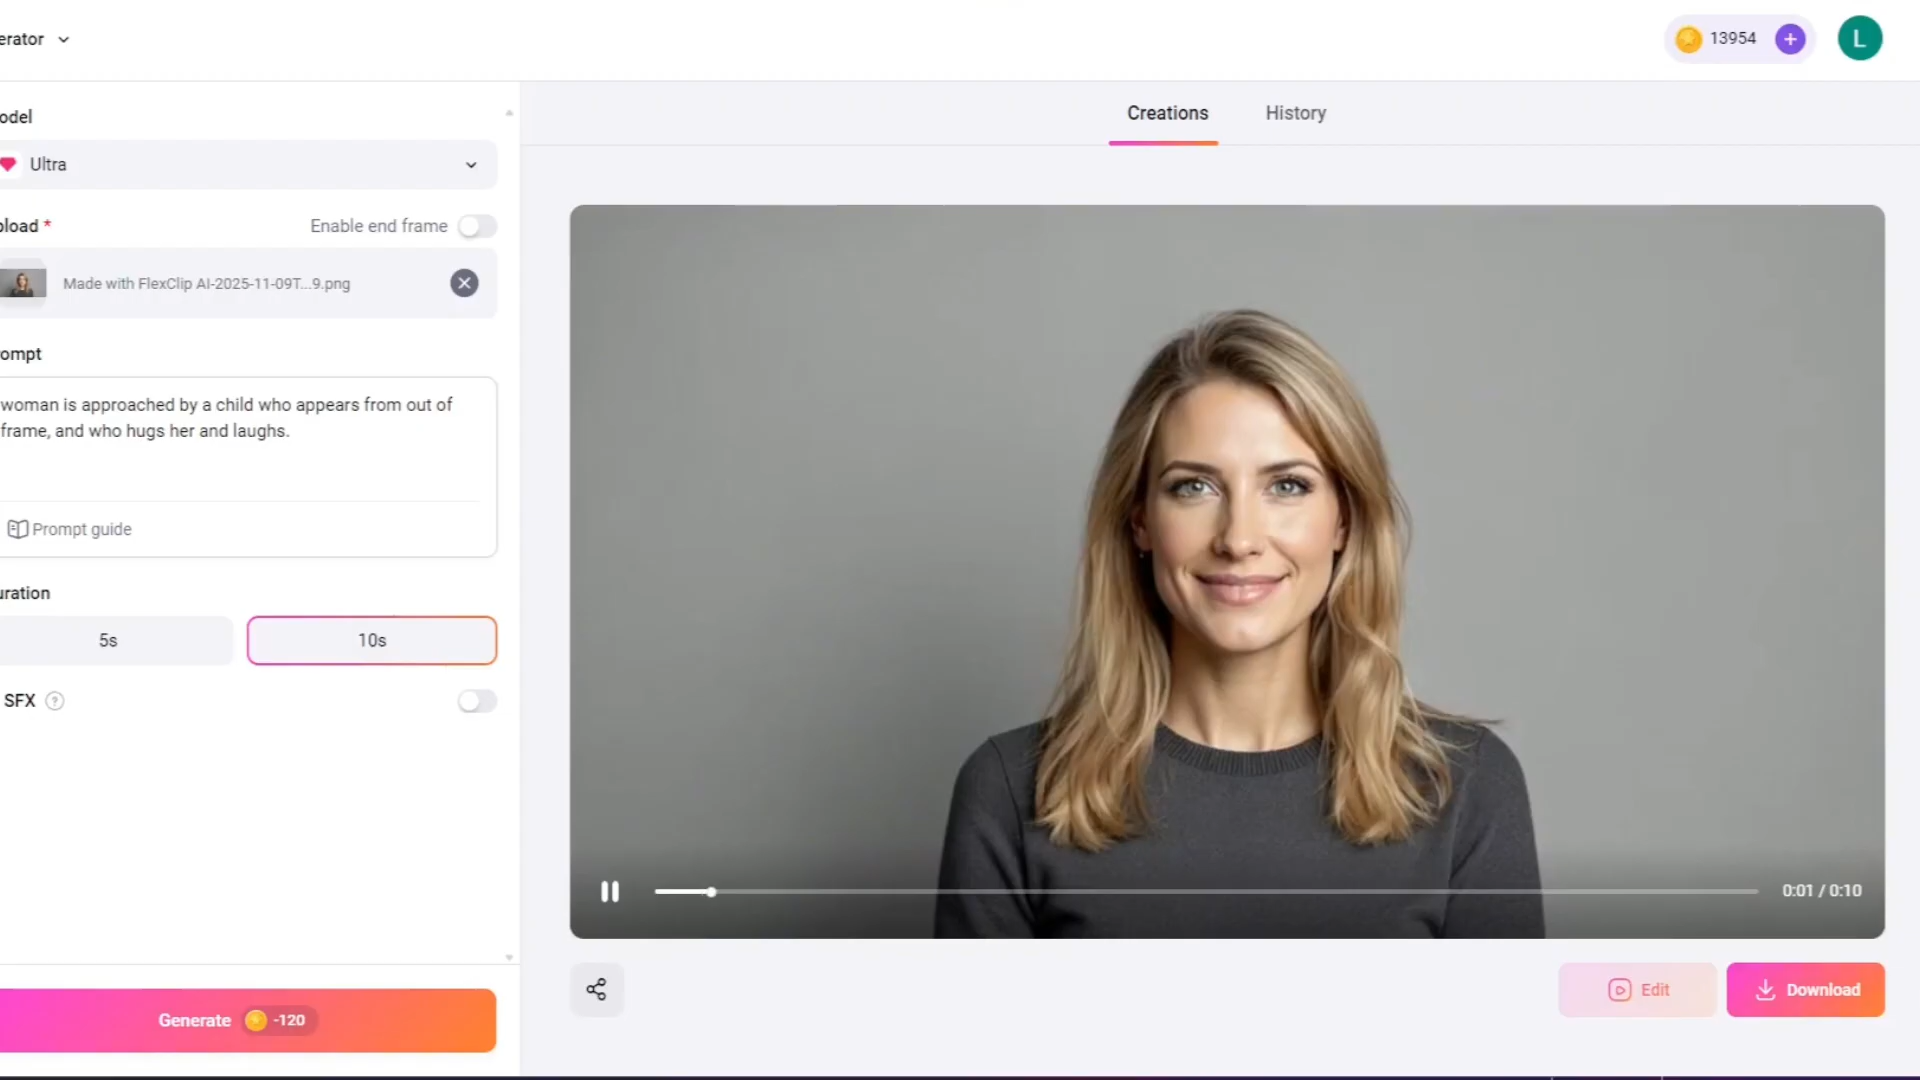 erator
13954
L
Creations
History
odel
Ultra
pload *
Enable end frame
Made with FlexClip AI-2025-11-09T...9.png
ompt
woman is approached by a child who appears from out of
frame, and who hugs her and laughs.
Prompt guide
uration
5s
10s
SFX
0:01 / 0:10
Generate
-120
Edit
Download